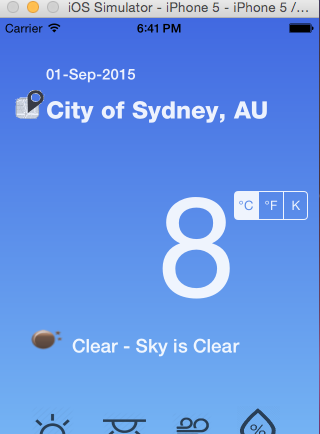 iOS Simulator - iPhone 5 - iPhone 5 /...
Carrier 6:41 PM
01-Sep-2015
City of Sydney, AU
8
°C °F K
Clear - Sky is Clear
%